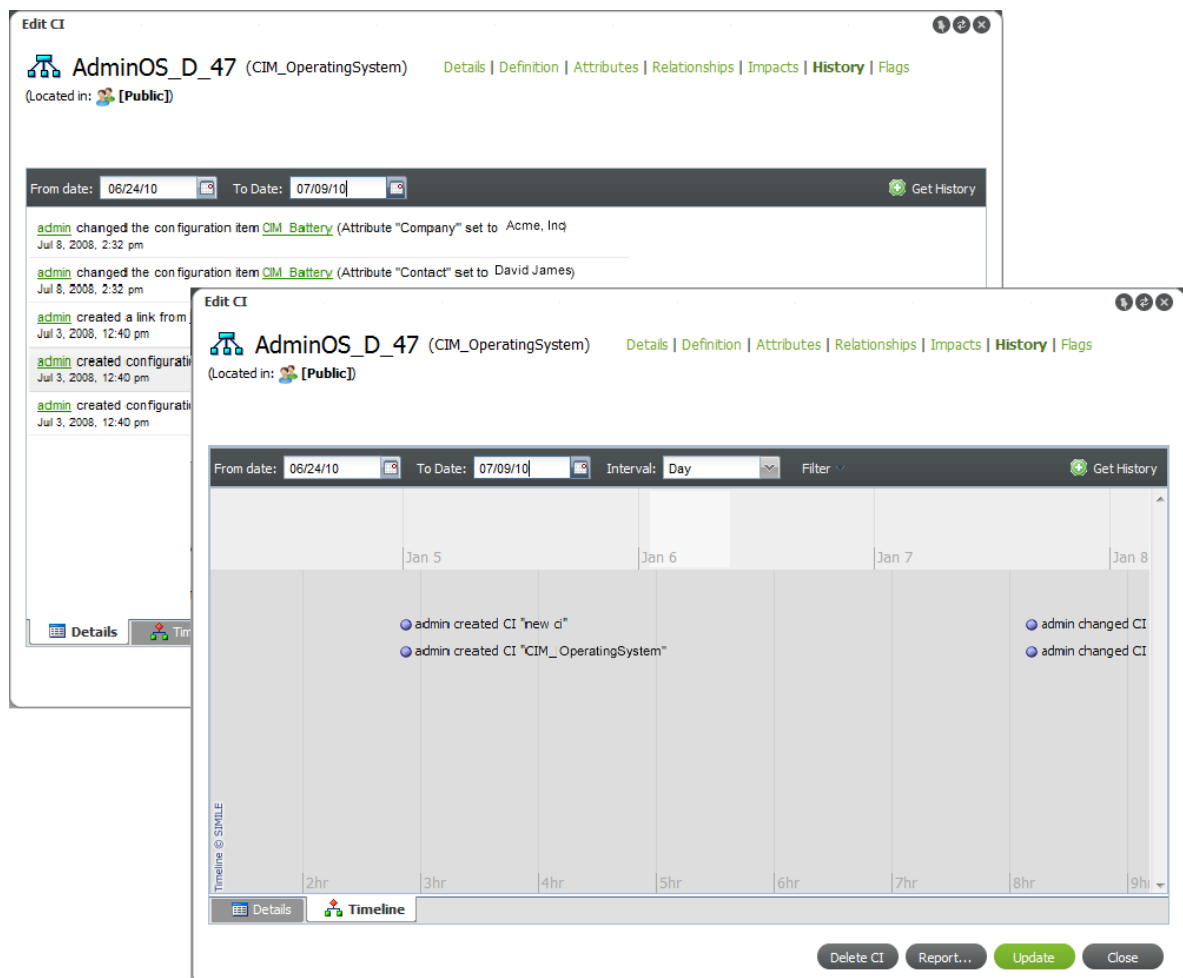 Edit CI
AdminOS_D_47 (CIM_OperatingSystem) Details | Definition | Attributes | Relationships | Impacts | History | Flags
(Located in: [Public])
From date: 06/24/10 To Date: 07/09/10 Get History
admin changed the configuration item CIM_Battery (Attribute "Company" set to Acme, Inc)
Jul 8, 2008, 2:32 pm
admin changed the configuration item CIM_Battery (Attribute "Contact" set to David James)
Jul 8, 2008, 2:32 pm
admin created a link from
Jul 3, 2008, 12:40 pm
admin created configurati
Jul 3, 2008, 12:40 pm
admin created configurati
Jul 3, 2008, 12:40 pm
Details Tim
Edit CI
AdminOS_D_47 (CIM_OperatingSystem) Details | Definition | Attributes | Relationships | Impacts | History | Flags
(Located in: [Public])
From date: 06/24/10 To Date: 07/09/10 Interval: Day Filter Get History
Jan 5 Jan 6 Jan 7 Jan 8
admin created CI "new ci" admin changed CI
admin created CI "CIM_OperatingSystem" admin changed CI
Timeline © SIMILE
2hr 3hr 4hr 5hr 6hr 7hr 8hr 9hr
Details Timeline
Delete CI Report... Update Close